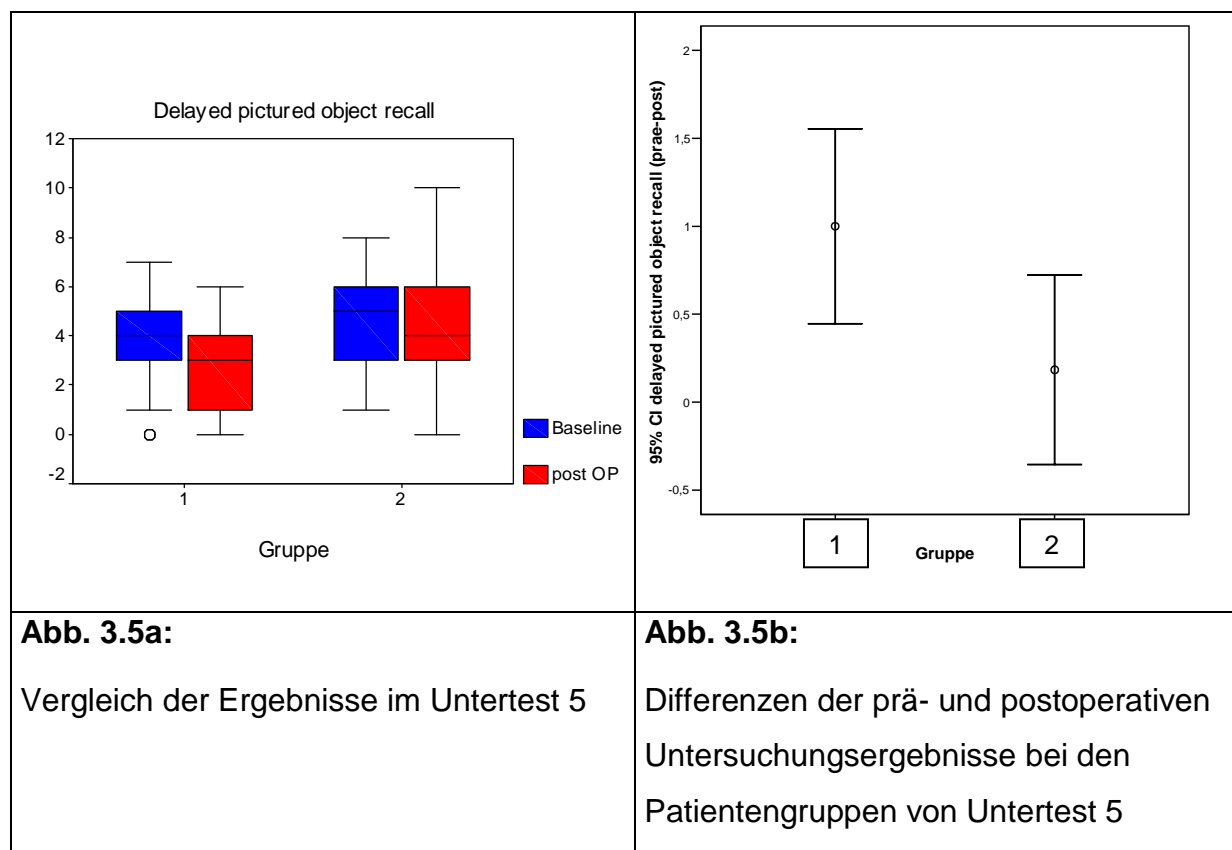 Delayed pictured object recall
12
10
8
6
4
2
0
-2
1
2
Gruppe
Baseline
post OP
95% CI delayed pictured object recall (prae-post)
2
1,5
1
0,5
0
-0,5
1
Gruppe
2
Abb. 3.5a:
Vergleich der Ergebnisse im Untertest 5
Abb. 3.5b:
Differenzen der prä- und postoperativen
Untersuchungsergebnisse bei den
Patientengruppen von Untertest 5